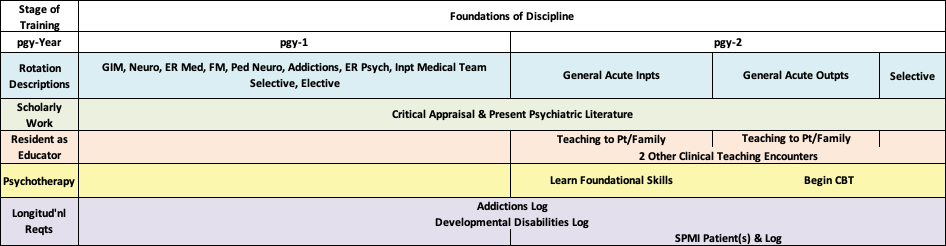 Stage of
Training
Foundations of Discipline
pgy-Year
pgy-1
pgy-2
Rotation
Descriptions
GIM, Neuro, ER Med, FM, Ped Neuro, Addictions, ER Psych, Inpt Medical Team
Selective, Elective
General Acute Inpts
General Acute Outpts
Selective
Scholarly
Work
Critical Appraisal & Present Psychiatric Literature
Resident as
Educator
Teaching to Pt/Family
Teaching to Pt/Family
2 Other Clinical Teaching Encounters
Psychotherapy
Learn Foundational Skills
Begin CBT
Longitud'nl
Reqts
Addictions Log
Developmental Disabilities Log
SPMI Patient(s) & Log